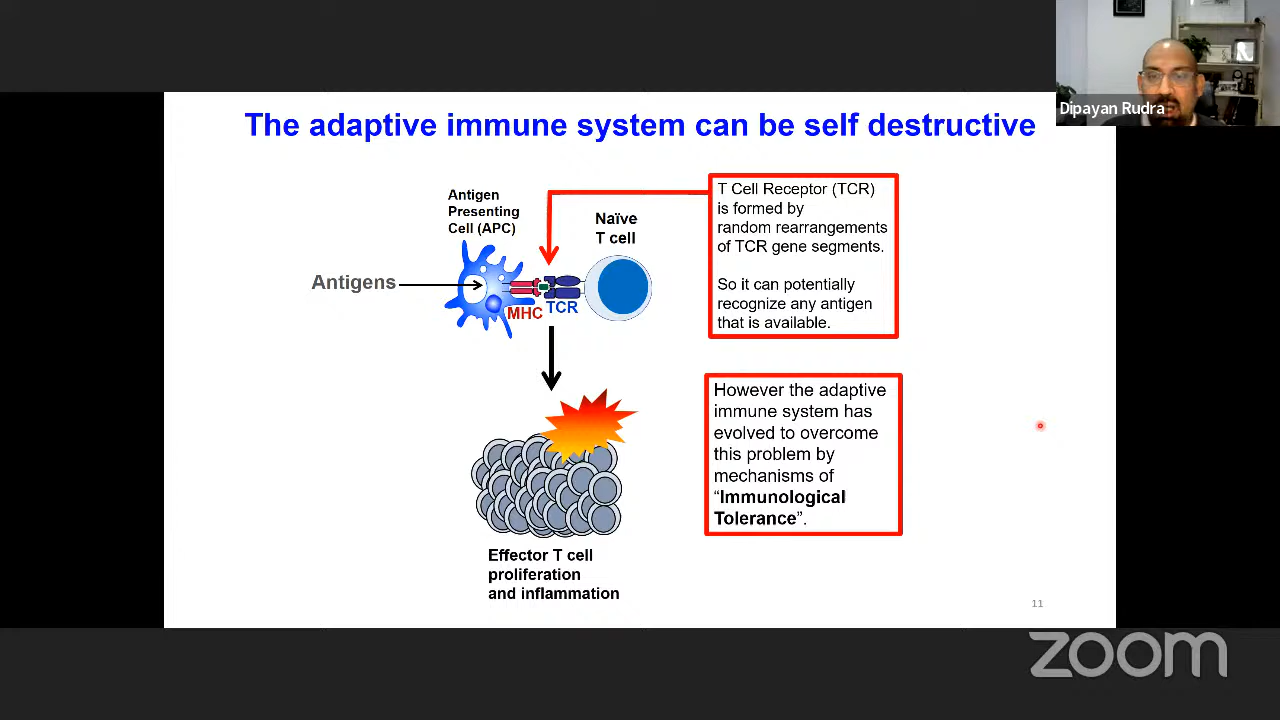 Dipayan Rudra
The adaptive immune system can be self destructive
Antigen
Presenting
Cell (APC)
Naïve
T cell
Antigens
MHC
TCR
T Cell Receptor (TCR)
is formed by
random rearrangements
of TCR gene segments.
So it can potentially
recognize any antigen
that is available.
However the adaptive
immune system has
evolved to overcome
this problem by
mechanisms of
“Immunological
Tolerance”.
Effector T cell
proliferation
and inflammation
11
zoom